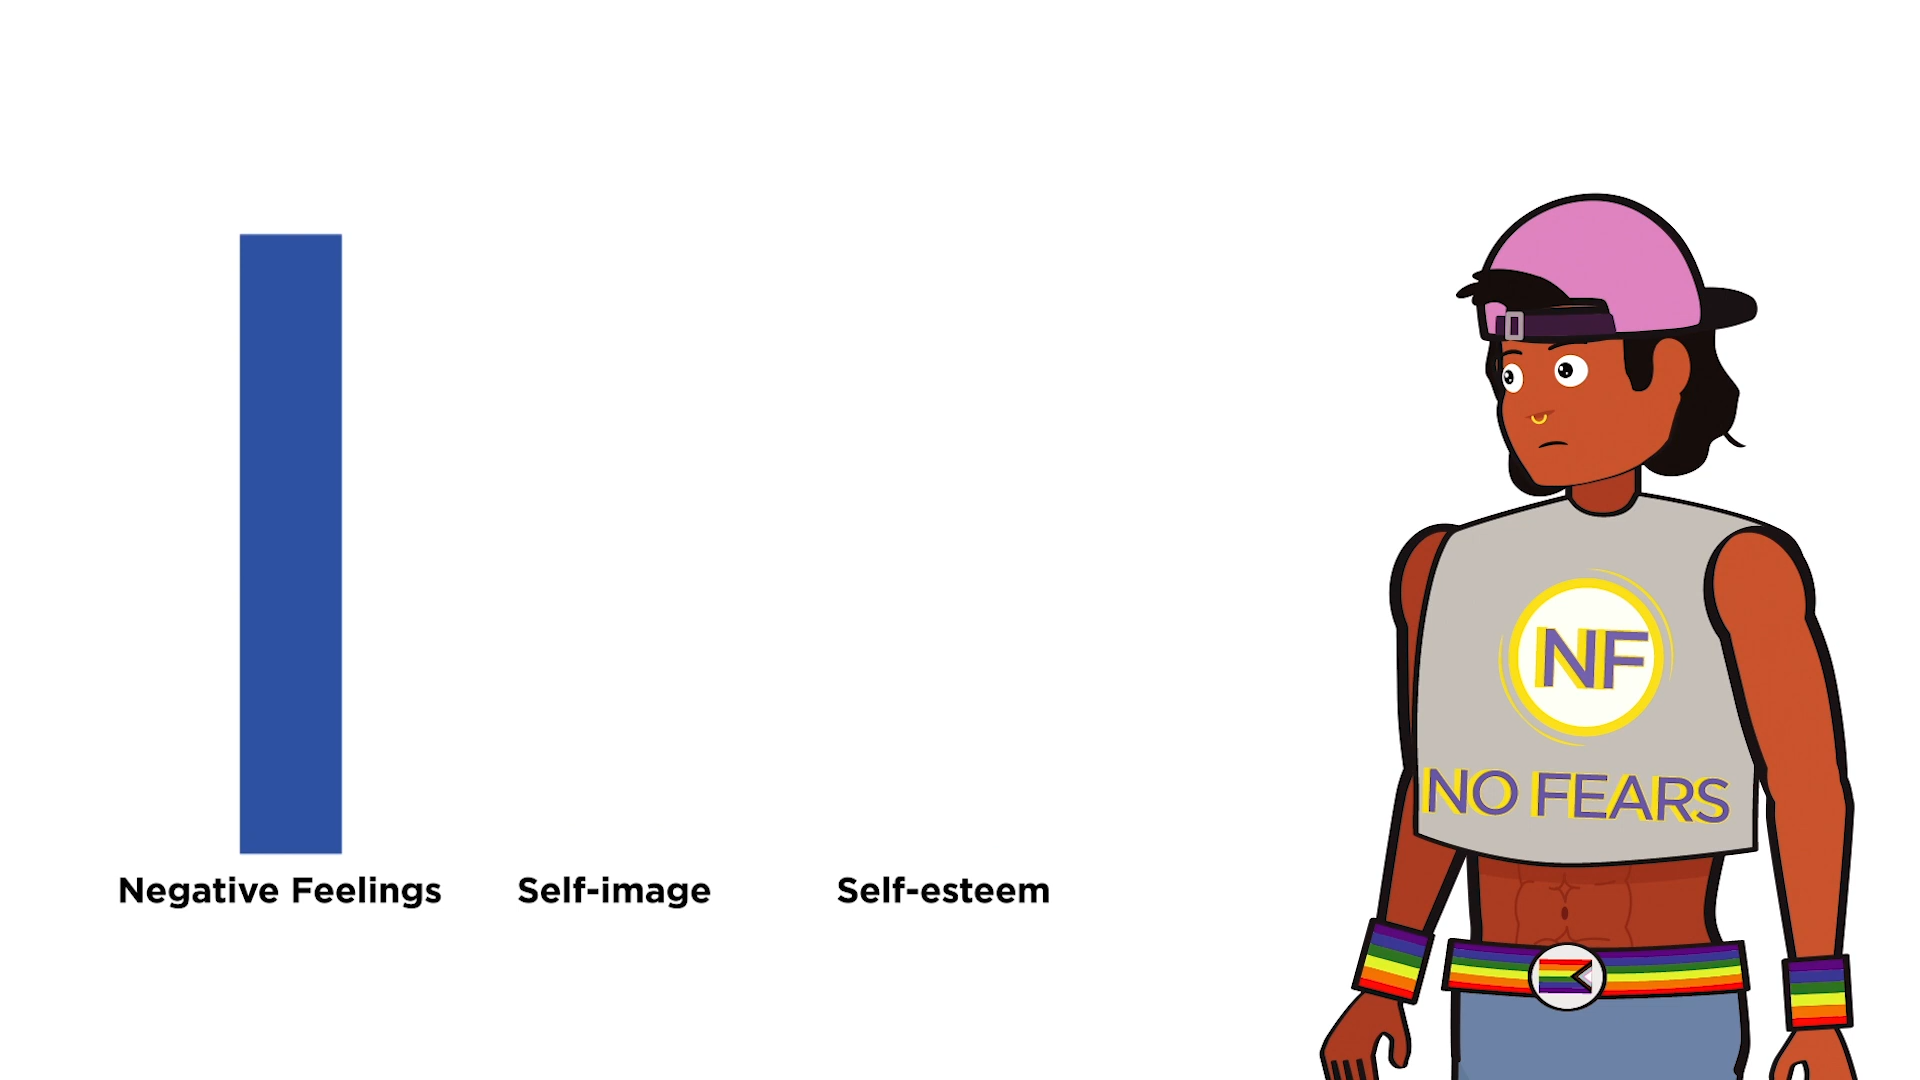 Negative Feelings
Self-image
Self-esteem
NF
NO FEARS